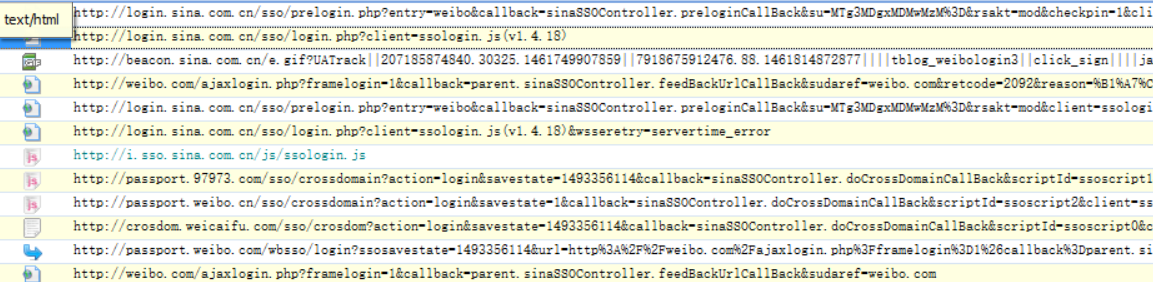 text/html
http://login.sina.com.cn/sso/prelogin.php?entry=weibo&callback=sinaSSOController.preloginCallBack&su=MTg3MDgxMDMwMzM%3D&rsakt=mod&checkpin=1&cli
http://login.sina.com.cn/sso/login.php?client=ssologin.js(v1.4.18)
http://beacon.sina.com.cn/e.gif?UATrack||207185874840.30325.1461749907859||7918675912476.88.1461814872877||||tblog_weibologin3||click_sign||||ja
http://weibo.com/ajaxlogin.php?framelogin=1&callback=parent.sinaSSOController.feedBackUrlCallBack&sudaref=weibo.com&retcode=2092&reason=%B1%A7%C
http://login.sina.com.cn/sso/prelogin.php?entry=weibo&callback=sinaSSOController.preloginCallBack&su=MTg3MDgxMDMwMzM%3D&rsakt=mod&client=ssologi
http://login.sina.com.cn/sso/login.php?client=ssologin.js(v1.4.18)&wsseretry=servertime_error
http://i.sso.sina.com.cn/js/ssologin.js
http://passport.97973.com/sso/crossdomain?action=login&savestate=1493356114&callback=sinaSSOController.doCrossDomainCallBack&scriptId=ssoscript1
http://passport.weibo.cn/sso/crossdomain?action=login&savestate=1&callback=sinaSSOController.doCrossDomainCallBack&scriptId=ssoscript2&client=ss
http://crosdom.weicaifu.com/sso/crosdom?action=login&savestate=1493356114&callback=sinaSSOController.doCrossDomainCallBack&scriptId=ssoscript0&c
http://passport.weibo.com/wbsso/login?ssosavestate=1493356114&url=http%3A%2F%2Fweibo.com%2Fajaxlogin.php%3Fframelogin%3D1%26callback%3Dparent.si
http://weibo.com/ajaxlogin.php?framelogin=1&callback=parent.sinaSSOController.feedBackUrlCallBack&sudaref=weibo.com